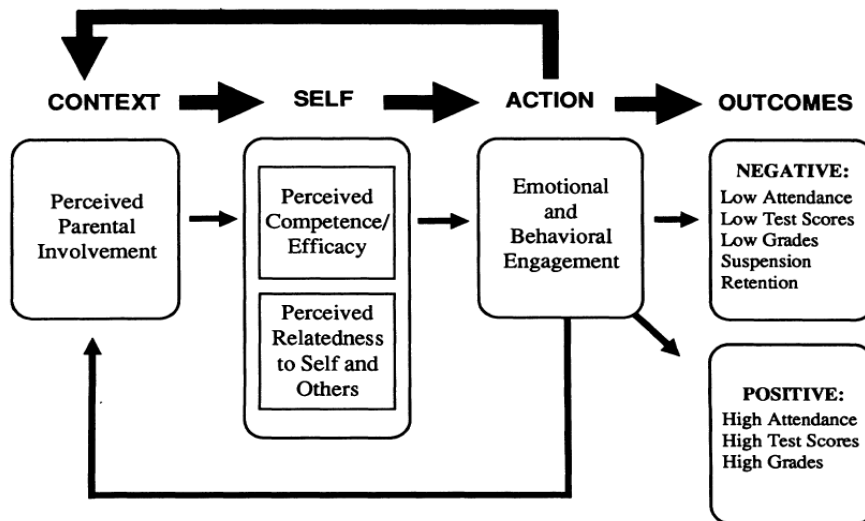 CONTEXT
SELF
ACTION
OUTCOMES
Perceived
Parental
Involvement
Perceived
Competence/
Efficacy
Perceived
Relatedness
to Self and
Others
Emotional
and
Behavioral
Engagement
NEGATIVE:
Low Attendance
Low Test Scores
Low Grades
Suspension
Retention
POSITIVE:
High Attendance
High Test Scores
High Grades